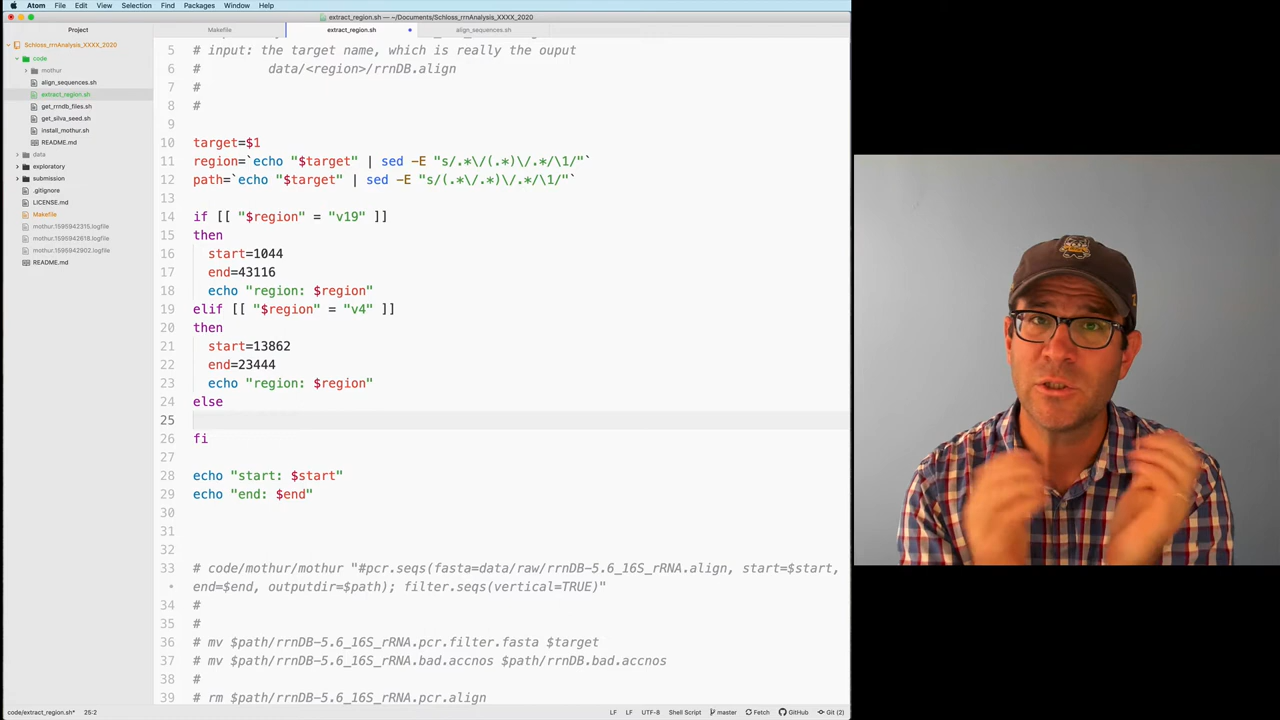 Atom File Edit View Selection Find Packages Window Help
extract_region.sh — ~/Documents/Schloss_rrnAnalysis_XXXX_2020
Project
Makefile
extract_region.sh
align_sequences.sh
Schloss_rrnAnalysis_XXXX_2020
code
mothur
align_sequences.sh
extract_region.sh
get_rrndb_files.sh
get_silva_seed.sh
install_mothur.sh
README.md
data
exploratory
submission
.gitignore
LICENSE.md
Makefile
mothur.1595942315.logfile
mothur.1595942618.logfile
mothur.1595942902.logfile
README.md
5 # input: the target name, which is really the ouput
6 # data/<region>/rrnDB.align
7 #
8 #
9
10 target=$1
11 region=`echo "$target" | sed -E "s/.*\/(.*)\/.*/\1/"`
12 path=`echo "$target" | sed -E "s/(.*\/.*)\/.*/\1/"`
13
14 if [[ "$region" = "v19" ]]
15 then
16 start=1044
17 end=43116
18 echo "region: $region"
19 elif [[ "$region" = "v4" ]]
20 then
21 start=13862
22 end=23444
23 echo "region: $region"
24 else
25
26 fi
27
28 echo "start: $start"
29 echo "end: $end"
30
31
32
33 # code/mothur/mothur "#pcr.seqs(fasta=data/raw/rrnDB-5.6_16S_rRNA.align, start=$start,
• end=$end, outputdir=$path); filter.seqs(vertical=TRUE)"
34 #
35 #
36 # mv $path/rrnDB-5.6_16S_rRNA.pcr.filter.fasta $target
37 # mv $path/rrnDB-5.6_16S_rRNA.bad.accnos $path/rrnDB.bad.accnos
38 #
39 # rm $path/rrnDB-5.6_16S_rRNA.pcr.align
code/extract_region.sh* 25:2 LF LF UTF-8 Shell Script master Fetch GitHub Git (2)